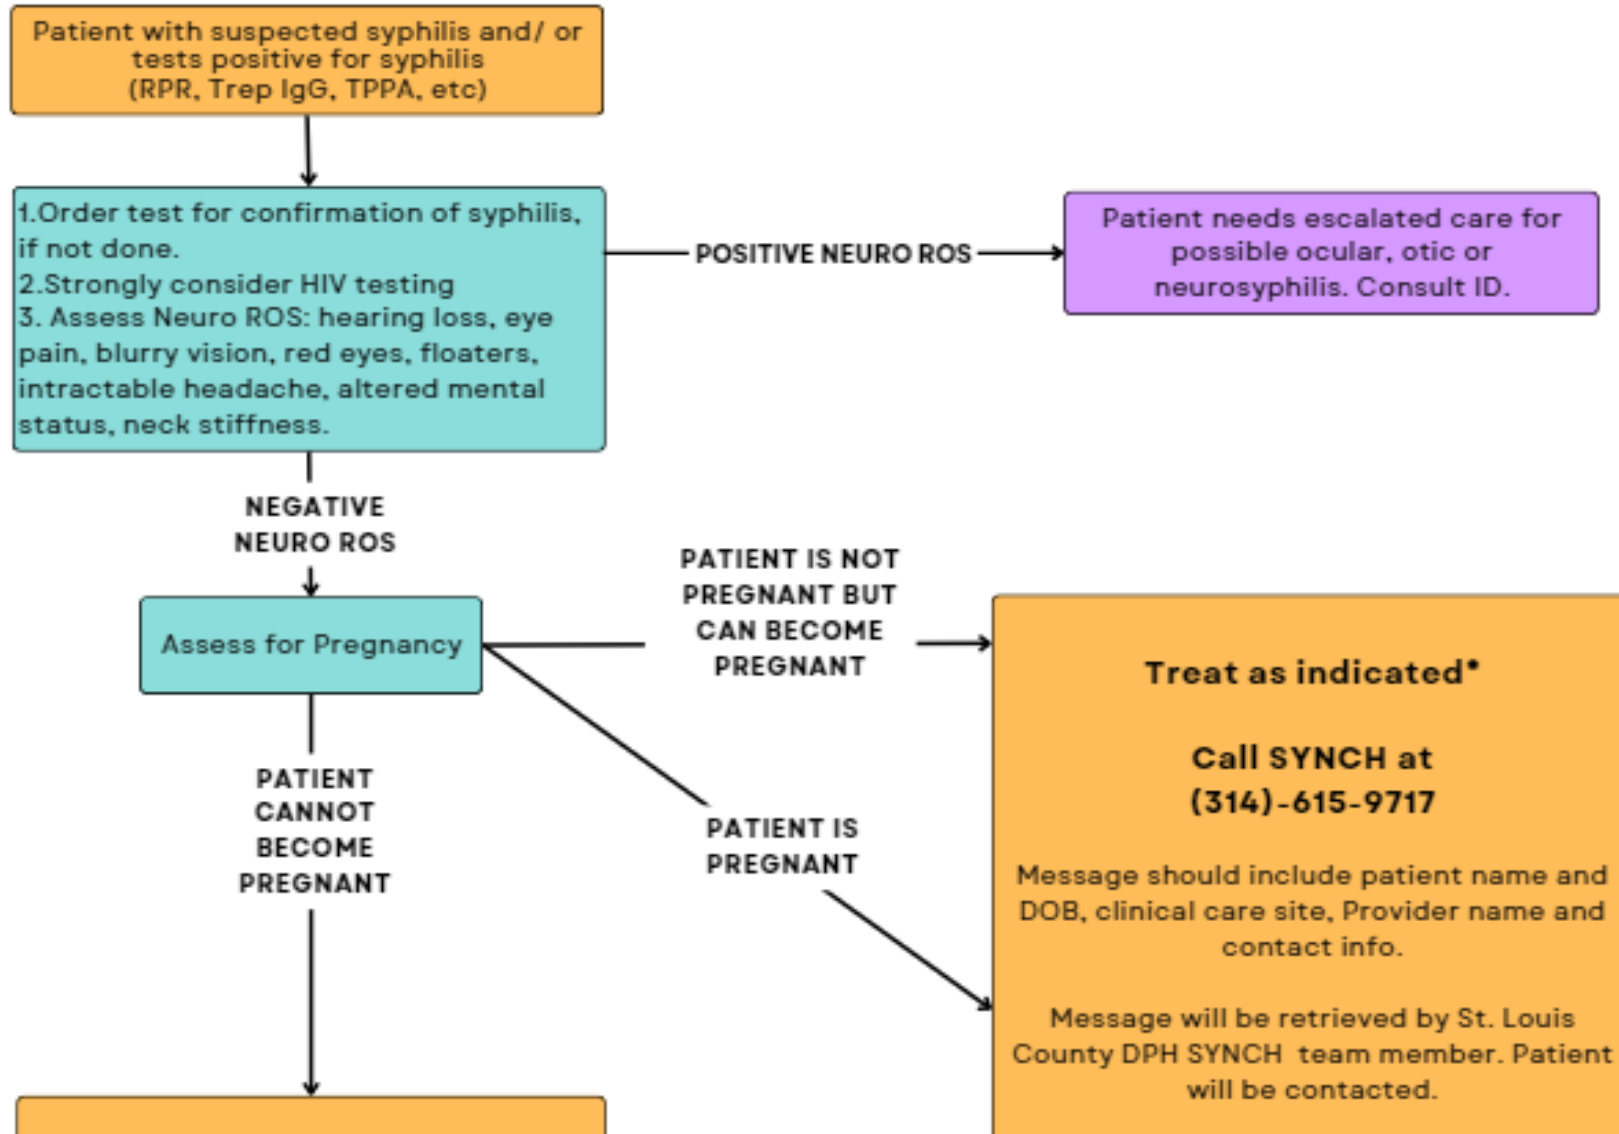 Patient with suspected syphilis and/ or
tests positive for syphilis
(RPR, Trep IgG, TPPA, etc)
1.Order test for confirmation of syphilis,
if not done.
2.Strongly consider HIV testing
3. Assess Neuro ROS: hearing loss, eye
pain, blurry vision, red eyes, floaters,
intractable headache, altered mental
status, neck stiffness.
POSITIVE NEURO ROS
Patient needs escalated care for
possible ocular, otic or
neurosyphilis. Consult ID.
NEGATIVE
NEURO ROS
Assess for Pregnancy
PATIENT IS NOT
PREGNANT BUT
CAN BECOME
PREGNANT
PATIENT
CANNOT
BECOME
PREGNANT
PATIENT IS
PREGNANT
Treat as indicated*
Call SYNCH at
(314)-615-9717
Message should include patient name and
DOB, clinical care site, Provider name and
contact info.
Message will be retrieved by St. Louis
County DPH SYNCH team member. Patient
will be contacted.